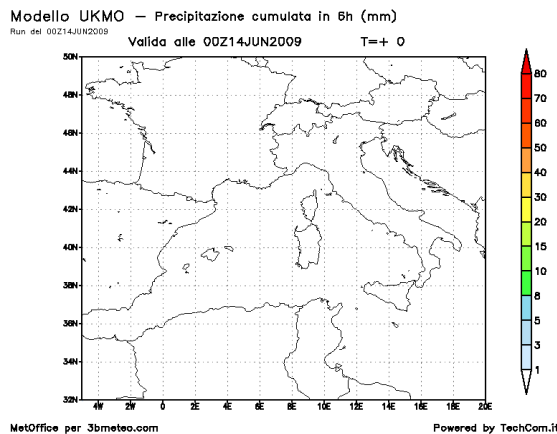 Modello UKMO – Precipitazione cumulata in 6h (mm)
Run del 00Z14JUN2009
Valida alle 00Z14JUN2009 T=+ 0
50N
48N
46N
44N
42N
40N
38N
36N
34N
32N
4W 2W 0 2E 4E 6E 8E 10E 12E 14E 16E 18E 20E
80
70
60
50
40
30
20
15
10
8
5
3
1
MetOffice per 3bmeteo.com Powered by TechCom.it